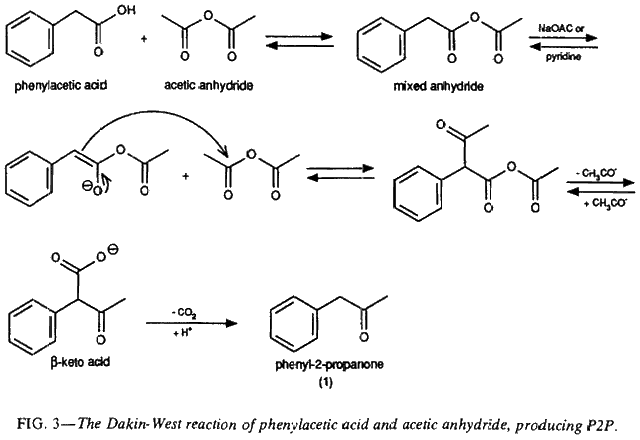 OH
O
+
O
O
O
phenylacetic acid
acetic anhydride
O
O
O
mixed anhydride
NaOAC or
pyridine
O
O
⊖O
+
O
O
O
O
O
O
O
- CH₃CO⁻
+ CH₃CO⁻
O
O⊖
O
β-keto acid
- CO₂
+ H⁺
O
phenyl-2-propanone
(1)
FIG. 3—The Dakin-West reaction of phenylacetic acid and acetic anhydride, producing P2P.